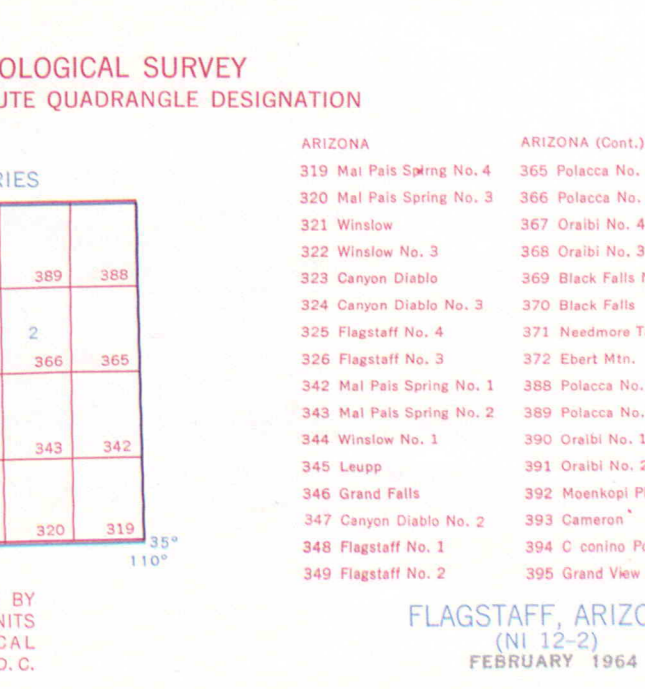 OLOGICAL SURVEY
UTE QUADRANGLE DESIGNATION
RIES
389 388
2
366 365
343 342
320 319
35°
110°
BY
NITS
CAL
D. C.
ARIZONA
319 Mal Pais Spirng No. 4
320 Mal Pais Spring No. 3
321 Winslow
322 Winslow No. 3
323 Canyon Diablo
324 Canyon Diablo No. 3
325 Flagstaff No. 4
326 Flagstaff No. 3
342 Mal Pais Spring No. 1
343 Mal Pais Spring No. 2
344 Winslow No. 1
345 Leupp
346 Grand Falls
347 Canyon Diablo No. 2
348 Flagstaff No. 1
349 Flagstaff No. 2
ARIZONA (Cont.)
365 Polacca No.
366 Polacca No.
367 Oraibi No. 4
368 Oraibi No. 3
369 Black Falls
370 Black Falls
371 Needmore T
372 Ebert Mtn.
388 Polacca No.
389 Polacca No.
390 Oraibi No. 1
391 Oraibi No. 2
392 Moenkopi P
393 Cameron
394 C conino Po
395 Grand View
FLAGSTAFF, ARIZO
(NI 12-2)
FEBRUARY 1964